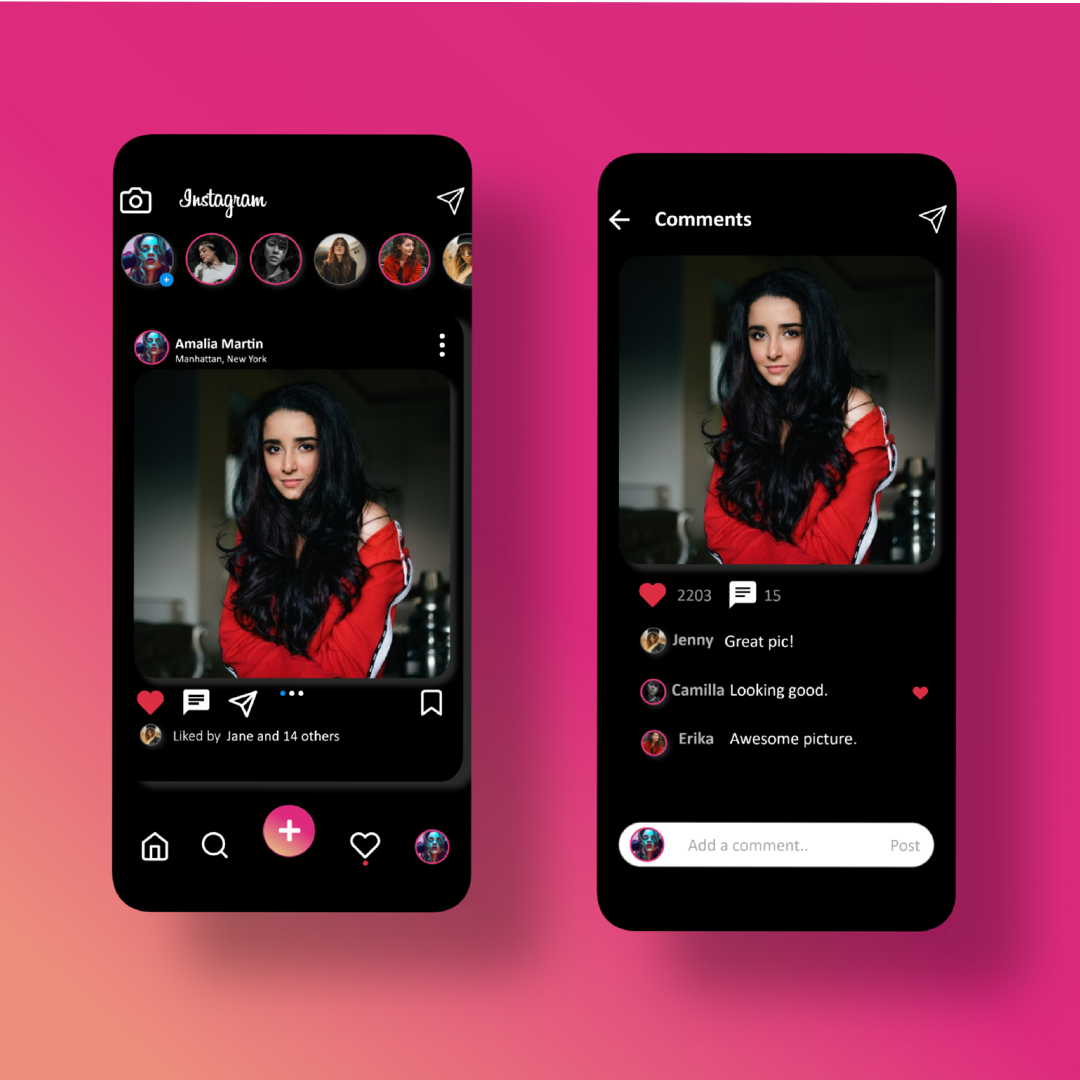 Instagram
Amalia Martin
Manhattan, New York
Liked by Jane and 14 others
Comments
2203 15
Jenny Great pic!
Camilla Looking good.
Erika Awesome picture.
Add a comment.. Post